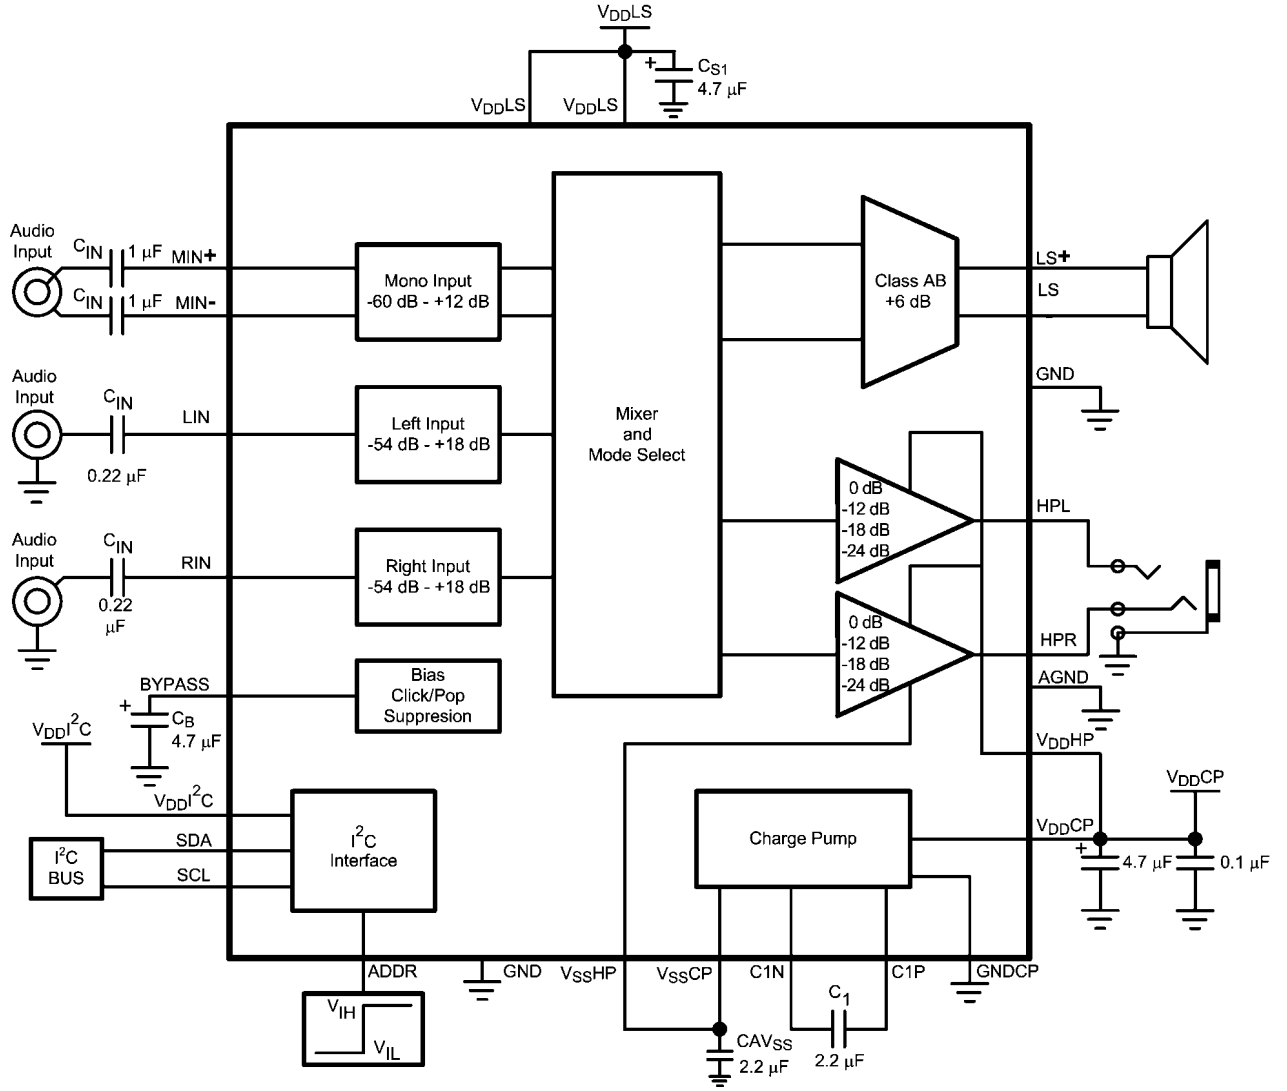 VDDLS
+
CS1
4.7 µF
VDDLS
VDDLS
Audio
Input
CIN
1 µF
MIN+
CIN
1 µF
MIN-
Mono Input
-60 dB - +12 dB
Class AB
+6 dB
LS+
LS
-
GND
Audio
Input
CIN
0.22 µF
LIN
Left Input
-54 dB - +18 dB
Mixer
and
Mode Select
0 dB
-12 dB
-18 dB
-24 dB
HPL
Audio
Input
CIN
0.22
µF
RIN
Right Input
-54 dB - +18 dB
0 dB
-12 dB
-18 dB
-24 dB
HPR
AGND
BYPASS
+
CB
4.7 µF
Bias
Click/Pop
Suppresion
VDDHP
VDDI²C
VDDI²C
I²C
BUS
SDA
SCL
I²C
Interface
Charge Pump
VDDCP
VDDCP
+
4.7 µF
0.1 µF
ADDR
GND
VSSHP
VSSCP
C1N
C1P
GNDCP
VIH
VIL
CAVSS
2.2 µF
C1
2.2 µF